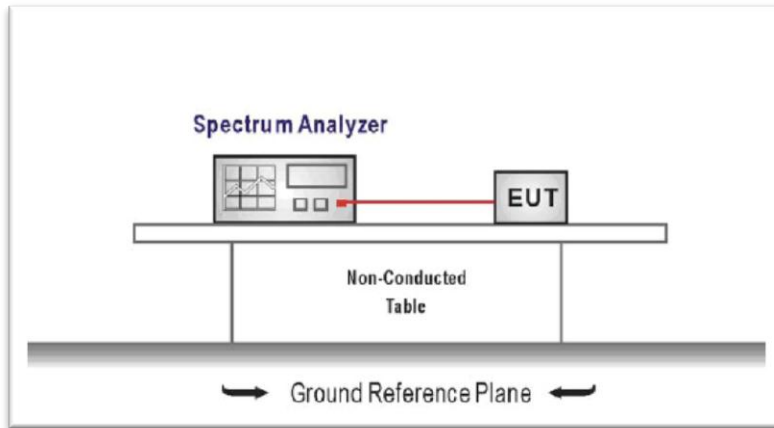 Spectrum Analyzer
EUT
Non-Conducted
Table
Ground Reference Plane